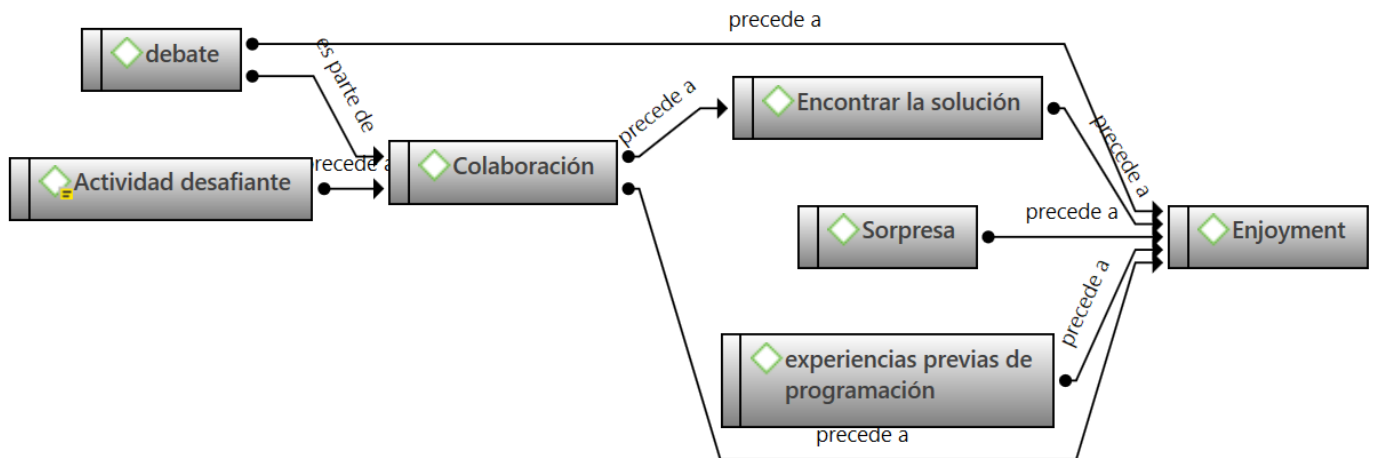 precede a
debate
es parte de
precede a
Encontrar la solución
precede a
Colaboración
precede a
Actividad desafiante
Sorpresa
precede a
Enjoyment
precede a
experiencias previas de
programación
precede a